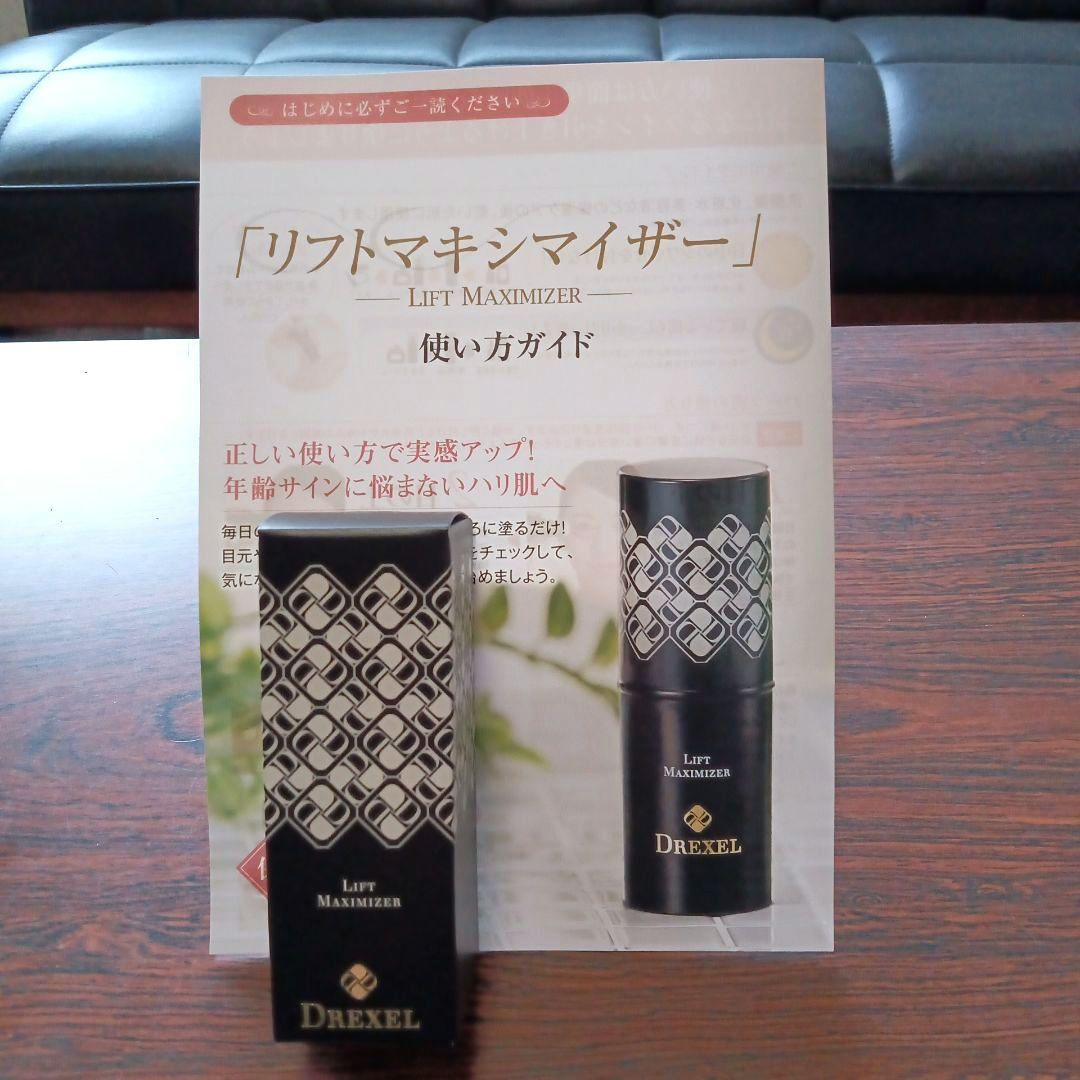 はじめに必ずご一読ください
「リフトマキシマイザー」
LIFT MAXIMIZER
使い方ガイド
正しい使い方で実感アップ!
年齢サインに悩まないハリ肌へ
毎日 ろに塗るだけ!
目元 をチェックして、
気に 始めましょう。
LIFT
MAXIMIZER
DREXEL
LIFT
MAXIMIZER
DREXEL